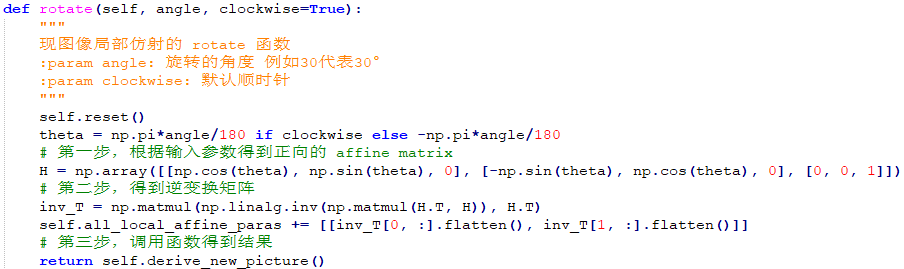 def rotate(self, angle, clockwise=True):
"""
现图像局部仿射的 rotate 函数
:param angle: 旋转的角度 例如30代表30°
:param clockwise: 默认顺时针
"""
self.reset()
theta = np.pi*angle/180 if clockwise else -np.pi*angle/180
# 第一步，根据输入参数得到正向的 affine matrix
H = np.array([[np.cos(theta), np.sin(theta), 0], [-np.sin(theta), np.cos(theta), 0], [0, 0, 1]])
# 第二步，得到逆变换矩阵
inv_T = np.matmul(np.linalg.inv(np.matmul(H.T, H)), H.T)
self.all_local_affine_paras += [[inv_T[0, :].flatten(), inv_T[1, :].flatten()]]
# 第三步，调用函数得到结果
return self.derive_new_picture()